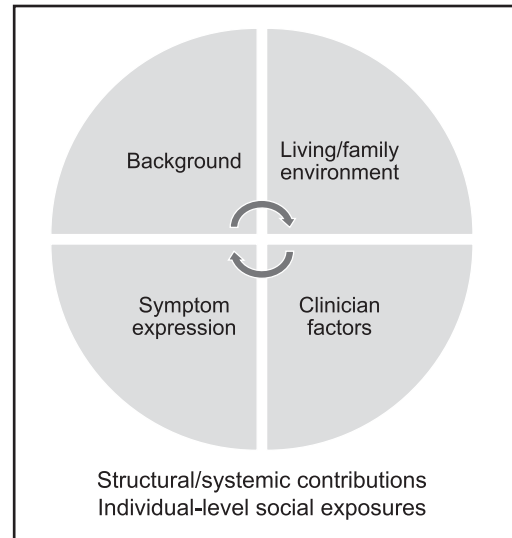 Background
Living/family
environment
Symptom
expression
Clinician
factors
Structural/systemic contributions
Individual-level social exposures